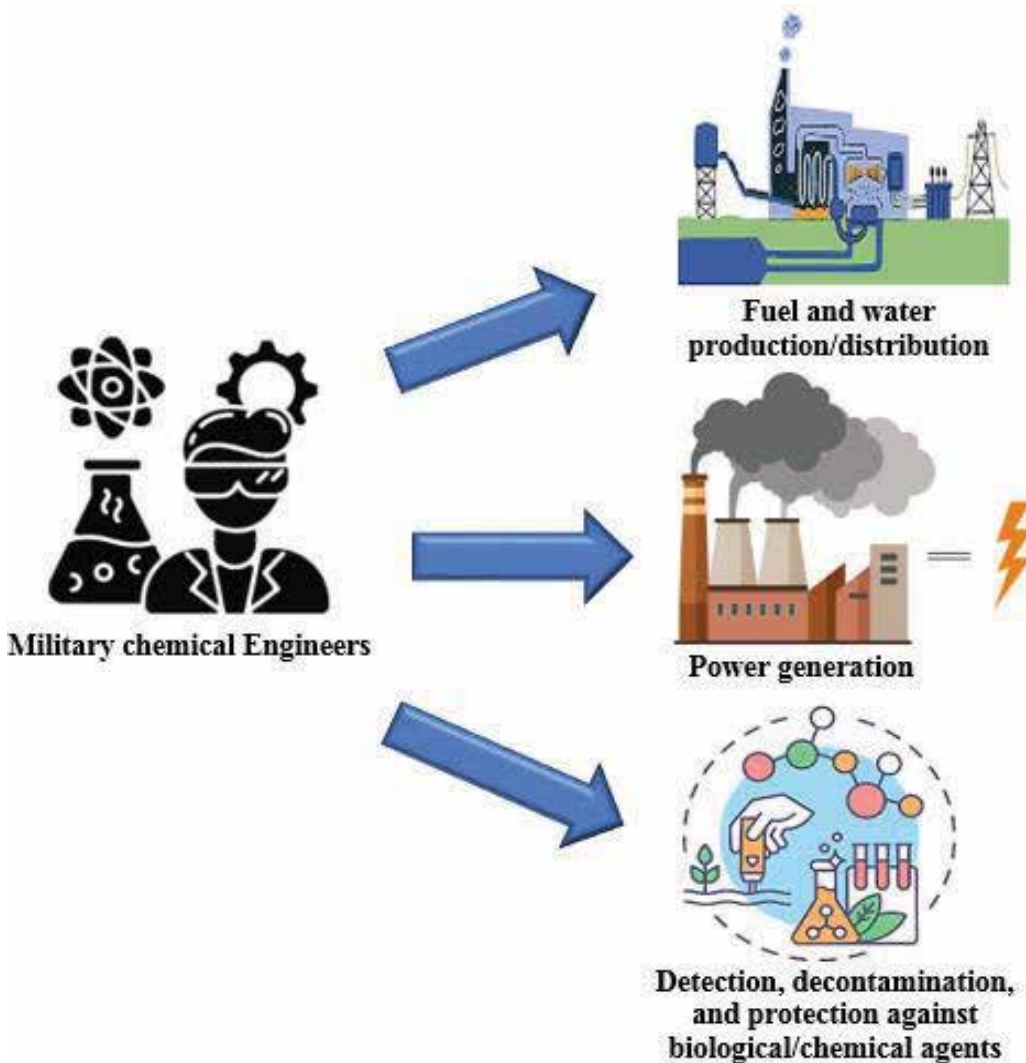 Fuel and water
production/distribution
Military chemical Engineers
Power generation
Detection, decontamination,
and protection against
biological/chemical agents